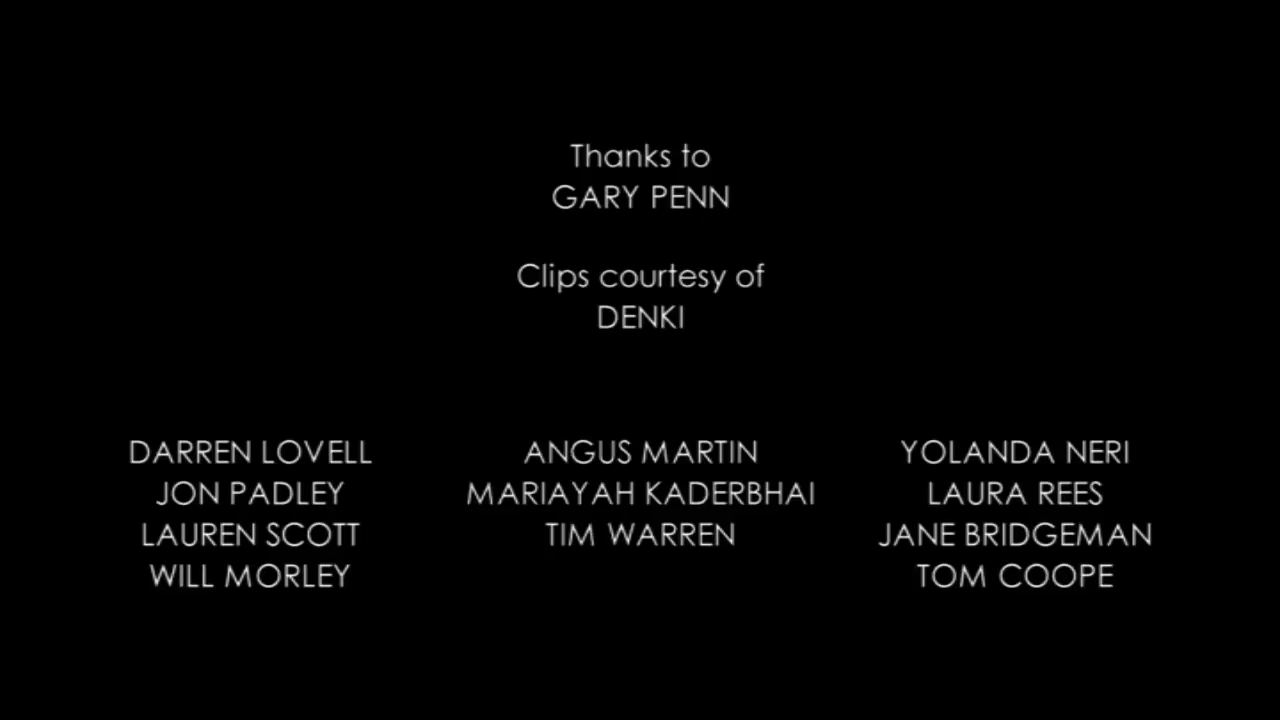 Thanks to
GARY PENN
Clips courtesy of
DENKI
DARREN LOVELL
JON PADLEY
LAUREN SCOTT
WILL MORLEY
ANGUS MARTIN
MARIAYAH KADERBHAI
TIM WARREN
YOLANDA NERI
LAURA REES
JANE BRIDGEMAN
TOM COOPE